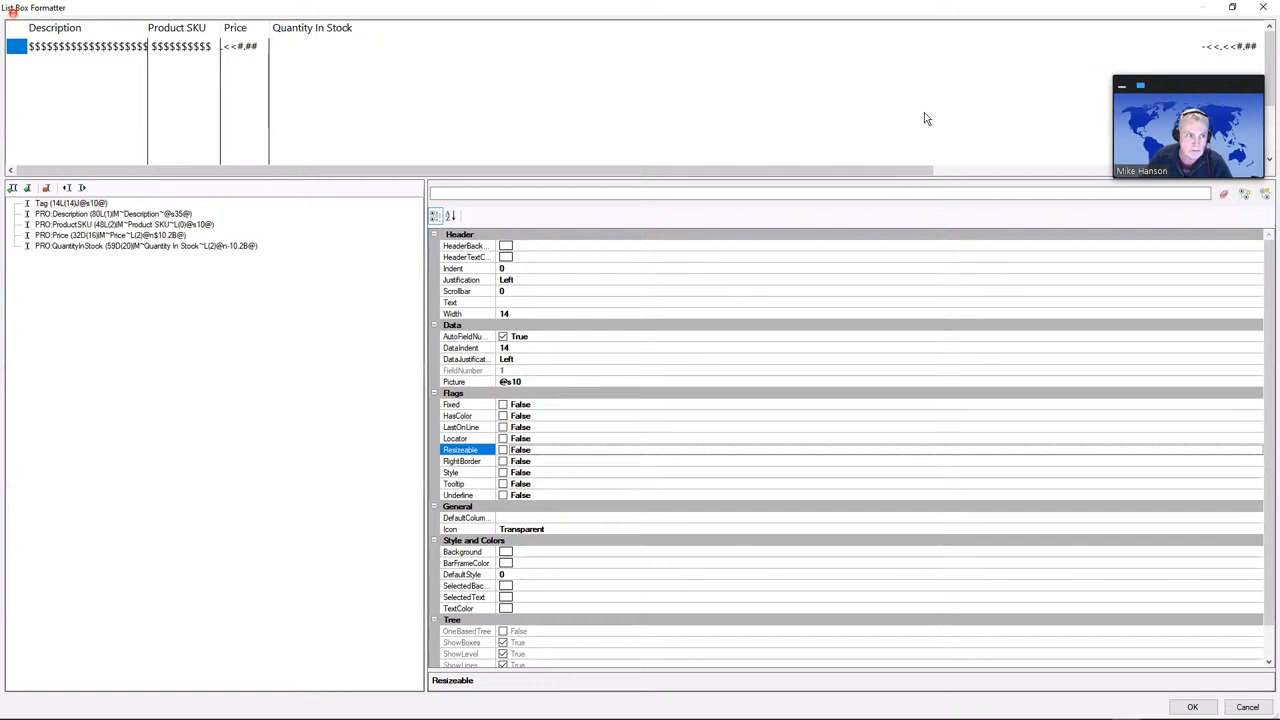 List Box Formatter
Description Product SKU Price Quantity In Stock
$$$$$$$$$$$$$$$$$$$$ $$$$$$$$$$ .<<#.## -<<.<<#.##
Mike Hanson
Tag (14L(14)J@s10@)
PRO:Description (80L(1)|M~Description~@s35@)
PRO:ProductSKU (48L(2)|M~Product SKU~L(0)@s10@)
PRO:Price (32D(16)|M~Price~L(2)@n$10.2B@)
PRO:QuantityInStock (59D(20)|M~Quantity In Stock~L(2)@n-10.2B@)
Header
HeaderBack...
HeaderTextC...
Indent 0
Justification Left
Scrollbar 0
Text
Width 14
Data
AutoFieldNu... True
DataIndent 14
DataJustificat... Left
FieldNumber 1
Picture @s10
Flags
Fixed False
HasColor False
LastOnLine False
Locator False
Resizeable False
RightBorder False
Style False
Tooltip False
Underline False
General
DefaultColum...
Icon Transparent
Style and Colors
Background
BarFrameColor
DefaultStyle 0
SelectedBac...
SelectedText
TextColor
Tree
OneBasedTree False
ShowBoxes True
ShowLevel True
ShowLines True
Resizeable
OK Cancel